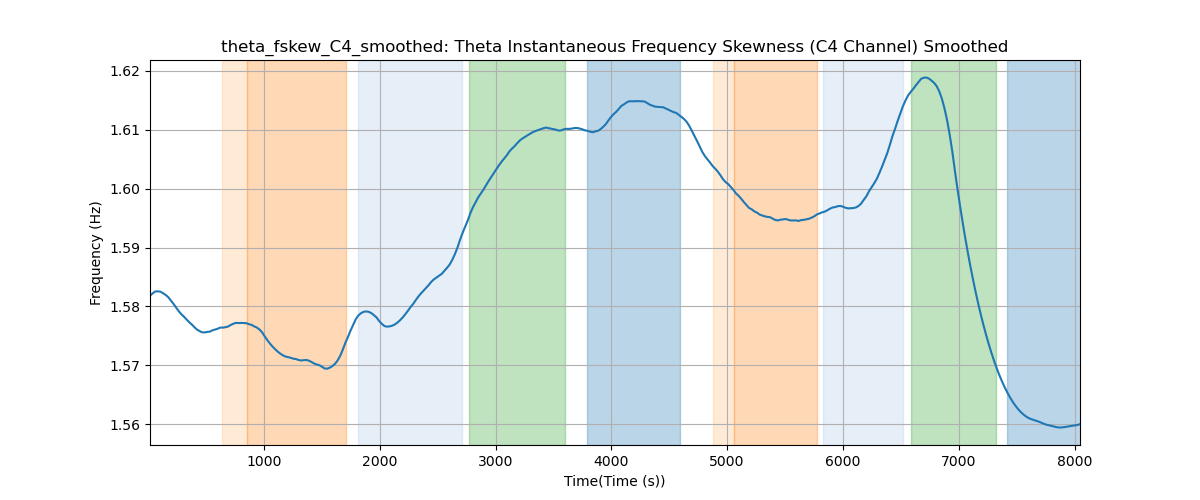 theta_fskew_C4_smoothed: Theta Instantaneous Frequency Skewness (C4 Channel) Smoothed
1.62
1.61
1.60
1.59
1.58
1.57
1.56
Frequency (Hz)
1000 2000 3000 4000 5000 6000 7000 8000
Time(Time (s))